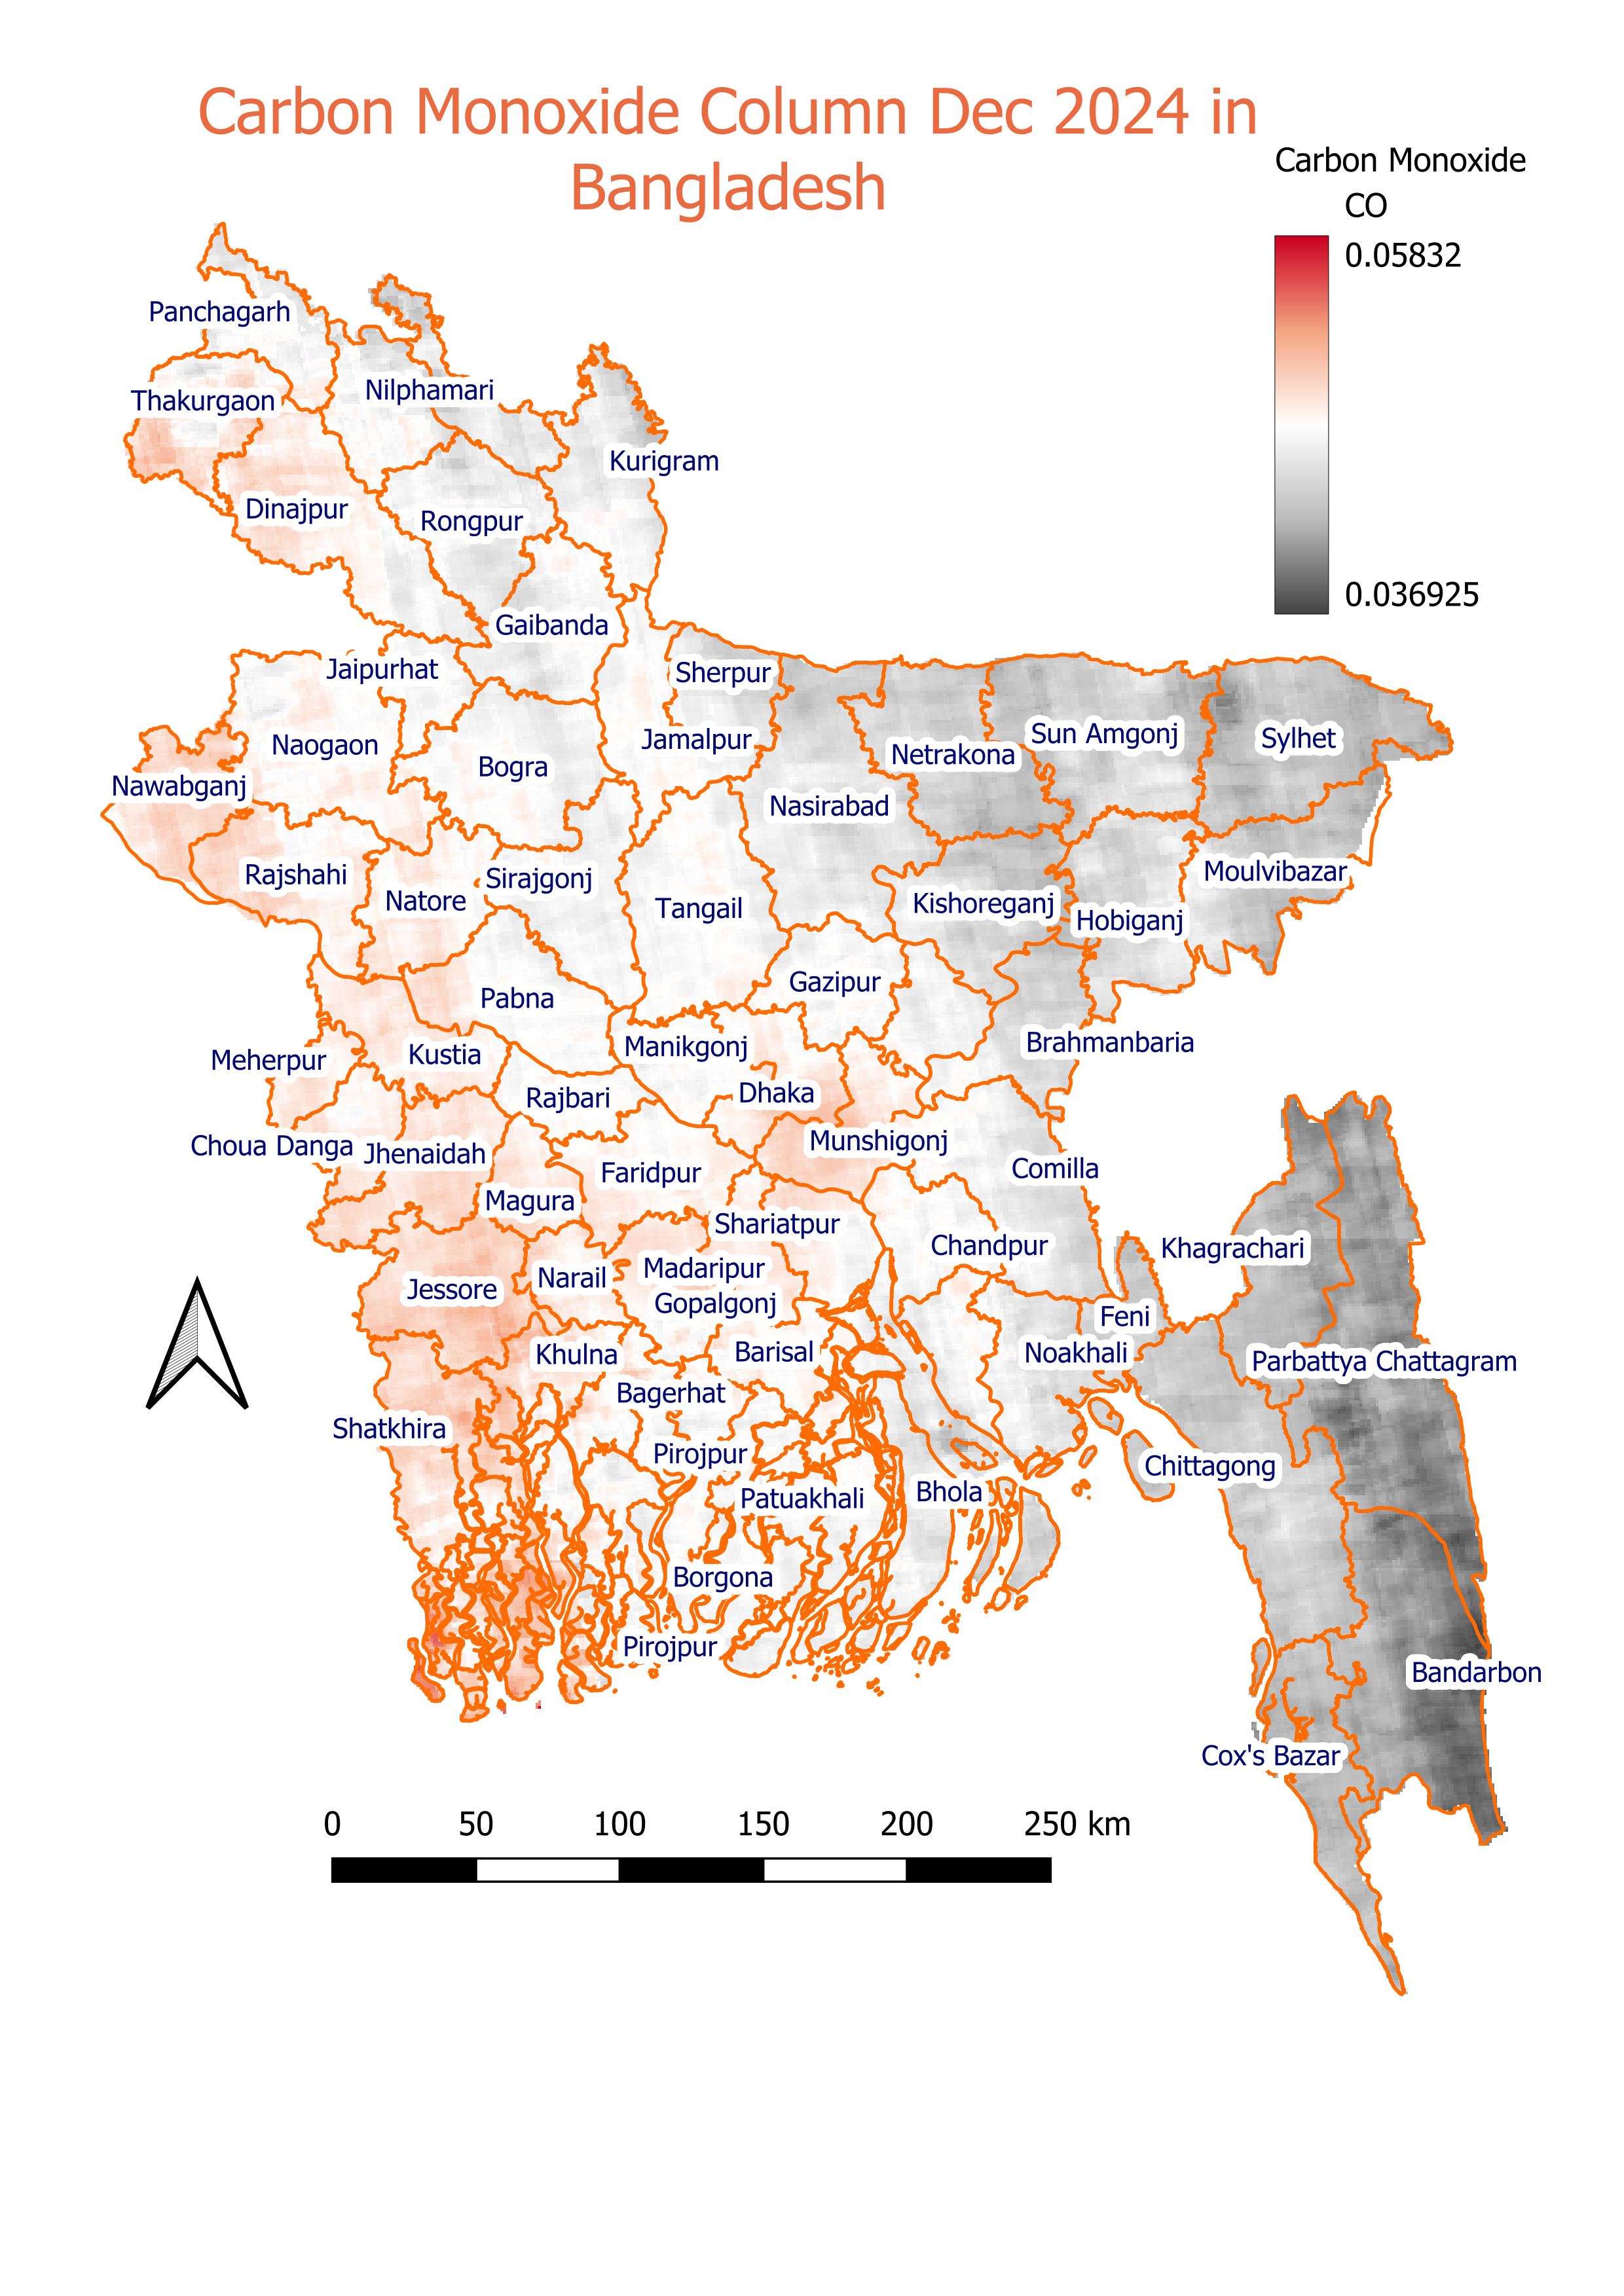 Carbon Monoxide Column Dec 2024 in
Bangladesh
Carbon Monoxide
CO
0.05832
0.036925
Panchagarh
Nilphamari
Thakurgaon
Kurigram
Dinajpur
Rongpur
Gaibanda
Jaipurhat
Sherpur
Naogaon
Jamalpur
Sun Amgonj
Sylhet
Netrakona
Bogra
Nawabganj
Nasirabad
Rajshahi
Sirajgonj
Moulvibazar
Natore
Tangail
Kishoreganj
Hobiganj
Gazipur
Pabna
Brahmanbaria
Manikgonj
Kustia
Meherpur
Dhaka
Rajbari
Munshigonj
Choua Danga
Jhenaidah
Faridpur
Comilla
Magura
Shariatpur
Chandpur
Khagrachari
Madaripur
Narail
Jessore
Gopalgonj
Feni
Barisal
Noakhali
Khulna
Parbattya Chattagram
Bagerhat
Shatkhira
Pirojpur
Chittagong
Bhola
Patuakhali
Borgona
Pirojpur
Bandarbon
Cox's Bazar
0 50 100 150 200 250 km